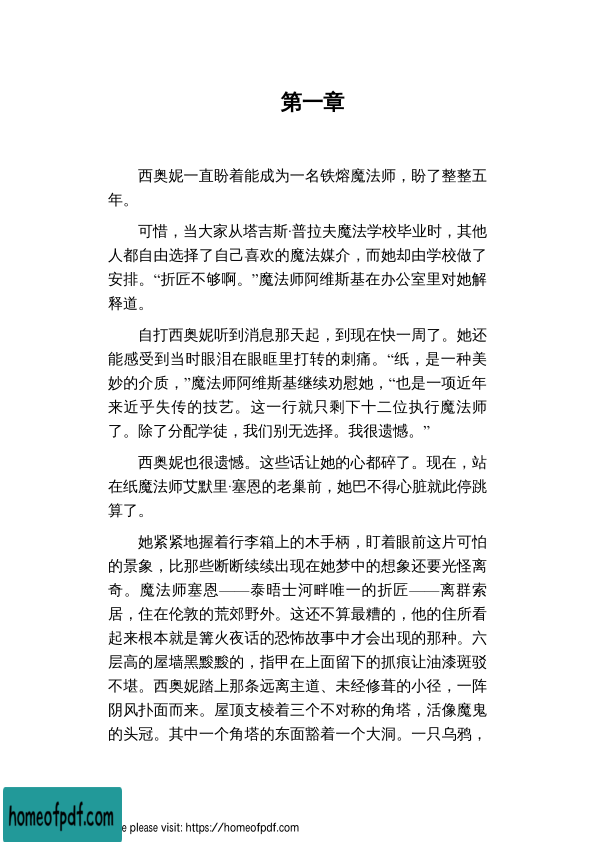 第一章
西奥妮一直盼着能成为一名铁熔魔法师，盼了整整五
年。
可惜，当大家从塔吉斯·普拉夫魔法学校毕业时，其他
人都自由选择了自己喜欢的魔法媒介，而她却由学校做了
安排。“折匠不够啊。”魔法师阿维斯基在办公室里对她解
释道。
自打西奥妮听到消息那天起，到现在快一周了。她还
能感受到当时眼泪在眼眶里打转的刺痛。“纸，是一种美
妙的介质，”魔法师阿维斯基继续劝慰她，“也是一项近年
来近乎失传的技艺。这一行就只剩下十二位执行魔法师
了。除了分配学徒，我们别无选择。我很遗憾。”
西奥妮也很遗憾。这些话让她的心都碎了。现在，站
在纸魔法师艾默里·塞恩的老巢前，她巴不得心脏就此停跳
算了。
她紧紧地握着行李箱上的木手柄，盯着眼前这片可怕
的景象，比那些断断续续出现在她梦中的想象还要光怪离
奇。魔法师塞恩——泰晤士河畔唯一的折匠——离群索
居，住在伦敦的荒郊野外。这还不算最糟的，他的住所看
起来根本就是篝火夜话的恐怖故事中才会出现的那种。六
层高的屋墙黑黢黢的，指甲在上面留下的抓痕让油漆斑驳
不堪。西奥妮踏上那条远离主道、未经修葺的小径，一阵
阴风扑面而来。屋顶支棱着三个不对称的角塔，活像魔鬼
的头冠。其中一个角塔的东面豁着一个大洞。一只乌鸦，
homeofpdf.com
e please visit: https://homeofpdf.com